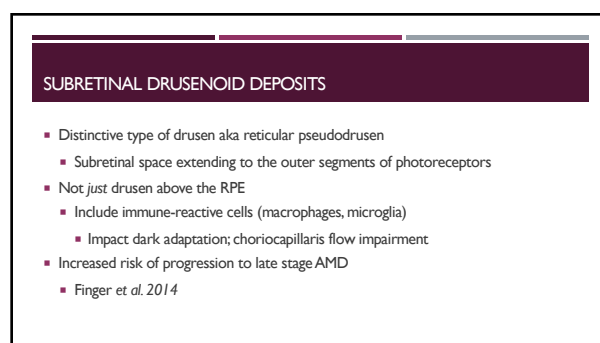 SUBRETINAL DRUSENOID DEPOSITS
▪ Distinctive type of drusen aka reticular pseudodrusen
▪ Subretinal space extending to the outer segments of photoreceptors
▪ Not just drusen above the RPE
▪ Include immune-reactive cells (macrophages, microglia)
▪ Impact dark adaptation; choriocapillaris flow impairment
▪ Increased risk of progression to late stage AMD
▪ Finger et al. 2014